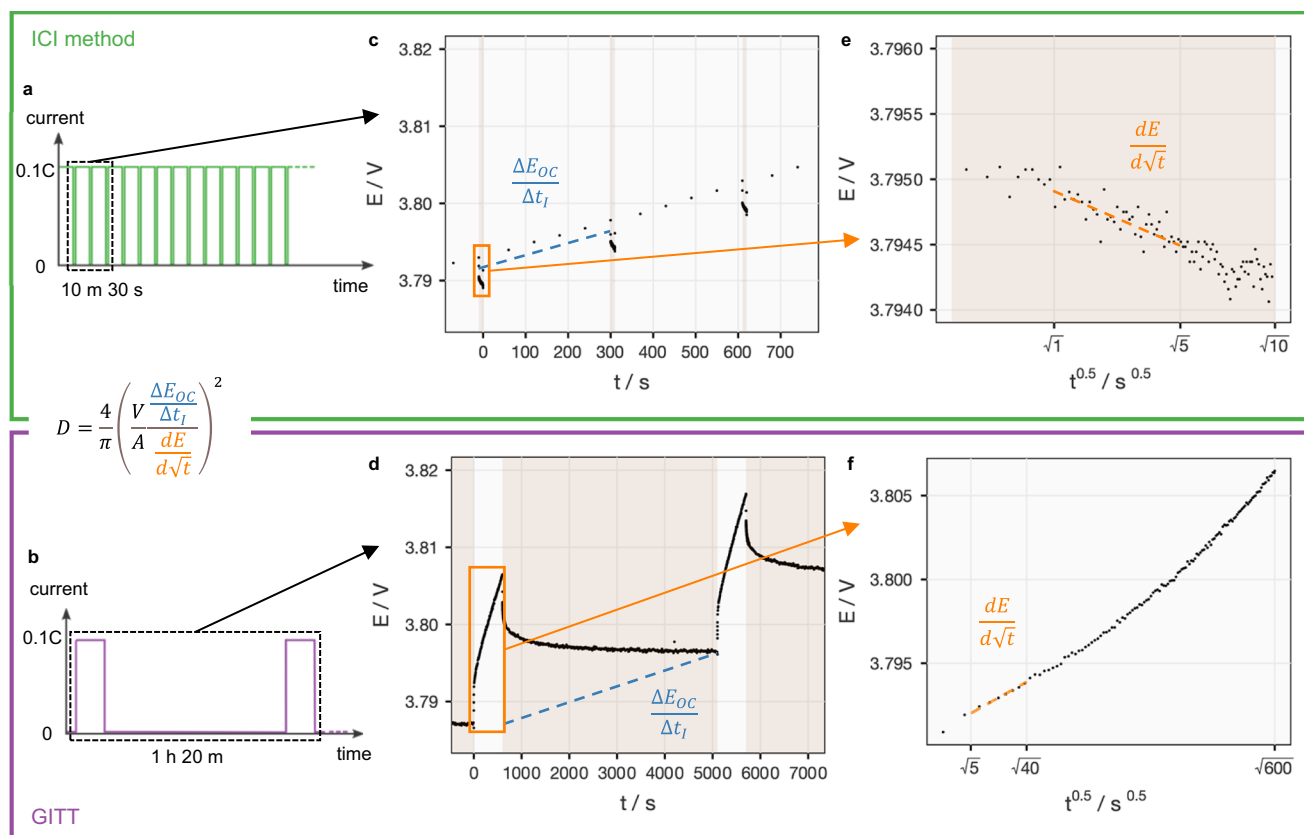 ICI method
a
current
0.1C
0
time
10 m 30 s
c
E / V
3.82
3.81
3.80
3.79
ΔE_OC
Δt_I
0 100 200 300 400 500 600 700
t / s
e
E / V
3.7960
3.7955
3.7950
3.7945
3.7940
dE
d√t
√1 √5 √10
t^0.5 / s^0.5
D = 4/π (V/A (ΔE_OC/Δt_I)/(dE/d√t))^2
b
current
0.1C
0
time
1 h 20 m
GITT
d
E / V
3.82
3.81
3.80
3.79
ΔE_OC
Δt_I
0 1000 2000 3000 4000 5000 6000 7000
t / s
f
E / V
3.805
3.800
3.795
dE
d√t
√5 √40 √600
t^0.5 / s^0.5